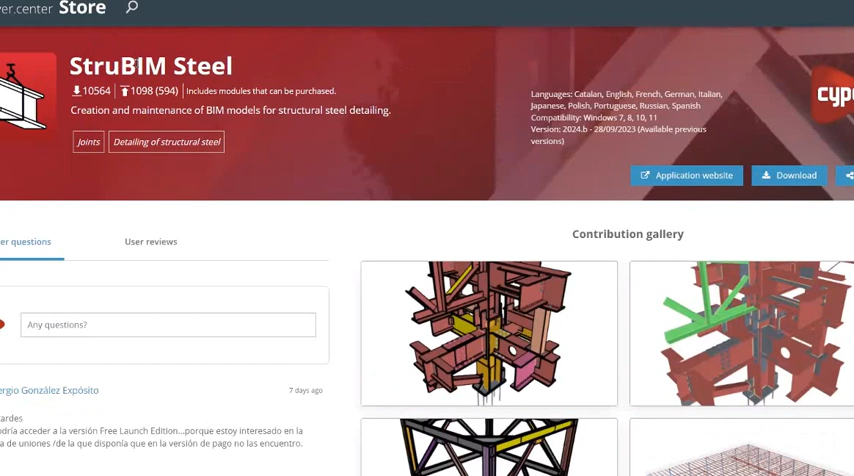 ver.center Store
StruBIM Steel
10564 1098 (594) Includes modules that can be purchased.
Creation and maintenance of BIM models for structural steel detailing.
Joints Detailing of structural steel
Languages: Catalan, English, French, German, Italian,
Japanese, Polish, Portuguese, Russian, Spanish
Compatibility: Windows 7, 8, 10, 11
Version: 2024.b - 28/09/2023 (Available previous
versions)
cype
Application website Download
er questions User reviews
Contribution gallery
Any questions?
ergio González Expósito 7 days ago
tardes
odría acceder a la versión Free Launch Edition...porque estoy interesado en la
a de uniones /de la que disponía que en la versión de pago no las encuentro.